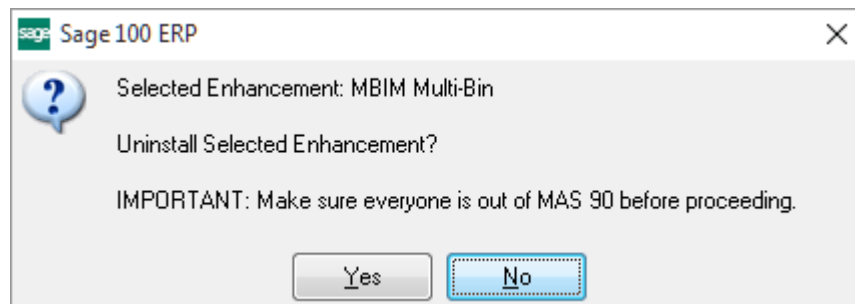 sage Sage 100 ERP
Selected Enhancement: MBIM Multi-Bin
Uninstall Selected Enhancement?
IMPORTANT: Make sure everyone is out of MAS 90 before proceeding.
Yes No